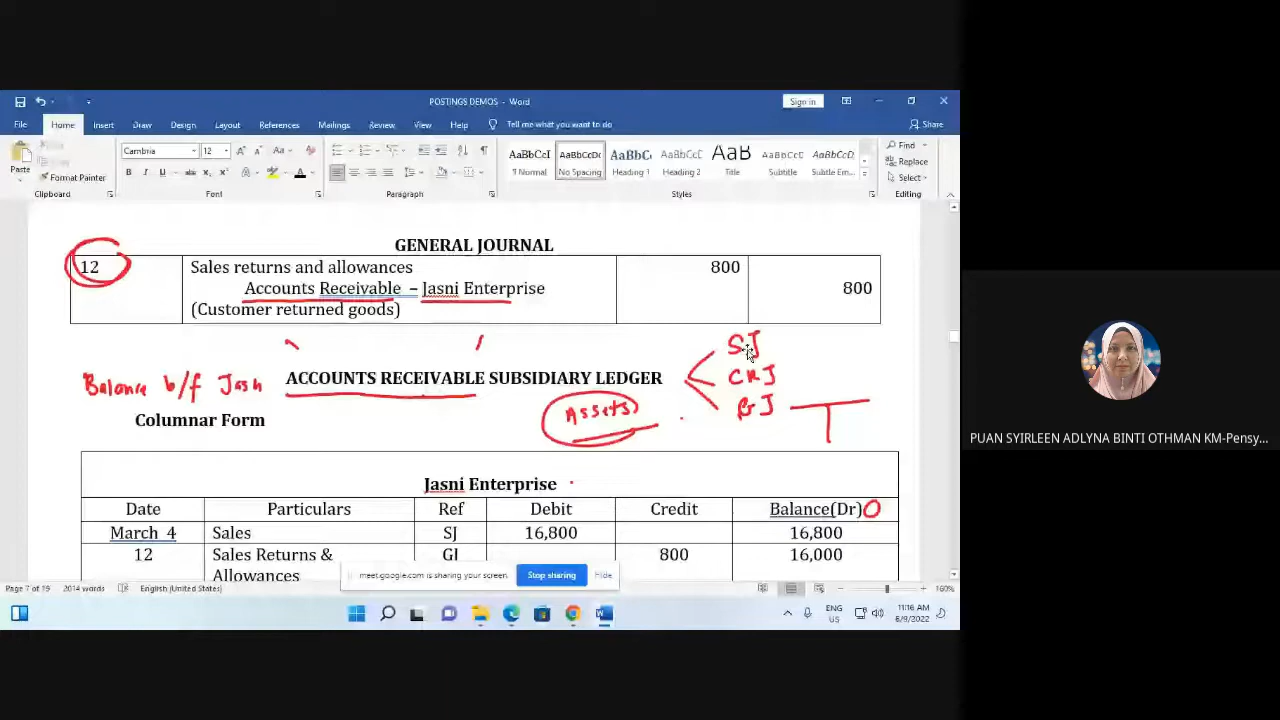 POSTINGS DEMOS - Word
Sign in
File Home Insert Draw Design Layout References Mailings Review View Help Tell me what you want to do Share
Paste
Format Painter
Clipboard
Cambria 12
Font
Paragraph
AaBbCcI AaBbCcDc AaBbC AaBbCcC AaB AaBbCcD AaBbCcD
¶ Normal No Spacing Heading 1 Heading 2 Title Subtitle Subtle Em...
Styles
Find
Replace
Select
Editing
GENERAL JOURNAL
12 Sales returns and allowances 800
Accounts Receivable – Jasni Enterprise 800
(Customer returned goods)
SJ
Balance b/f
ACCOUNTS RECEIVABLE SUBSIDIARY LEDGER
CRJ
Assets
GJ
Columnar Form
Jasni Enterprise
Date Particulars Ref Debit Credit Balance(Dr) 0
March 4 Sales SJ 16,800 16,800
12 Sales Returns & GJ 800 16,000
Allowances
meet.google.com is sharing your screen.
Stop sharing
Hide
Page 7 of 19 2014 words English (United States) 160%
ENG
US
11:16 AM
6/9/2022
PUAN SYIRLEEN ADLYNA BINTI OTHMAN KM-Pensy...